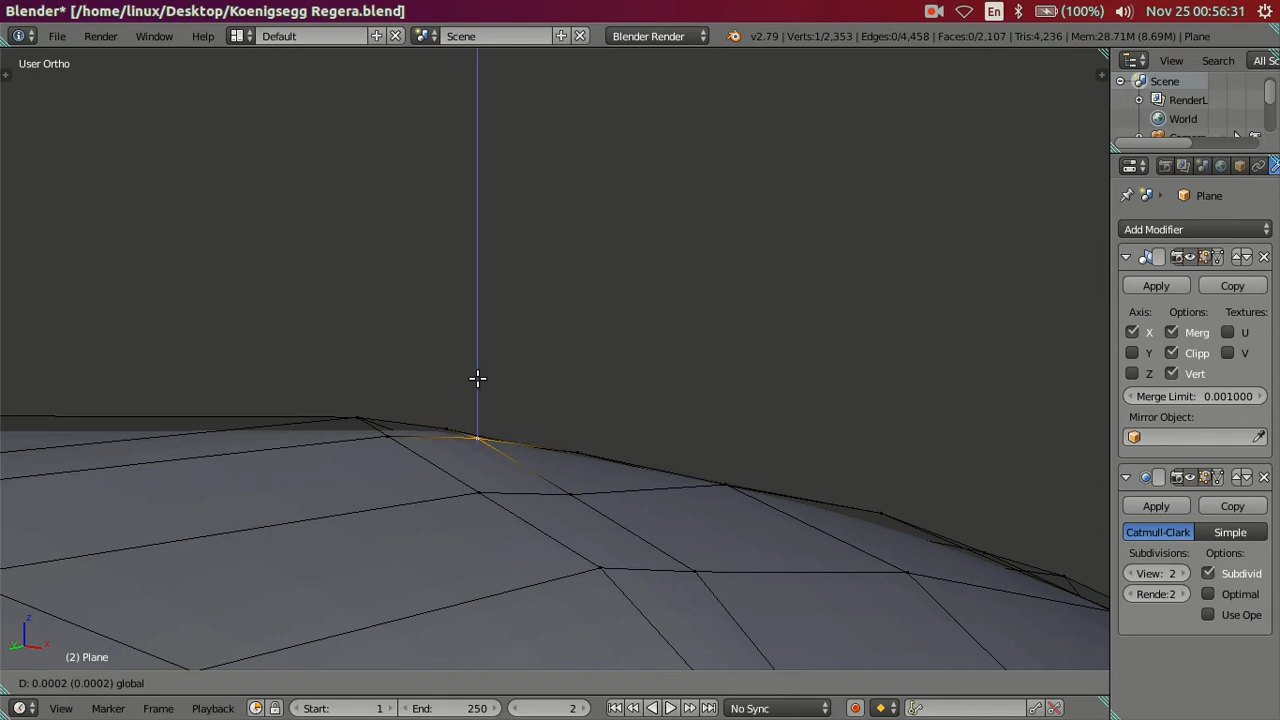 Blender* [/home/linux/Desktop/Koenigsegg Regera.blend]
En
(100%)
Nov 25 00:56:31
File
Render
Window
Help
Default
Scene
Blender Render
v2.79 | Verts:1/2,353 | Edges:0/4,458 | Faces:0/2,107 | Tris:4,236 | Mem:28.71M (8.69M) | Plane
User Ortho
View
Search
All Sc
Scene
RenderL
World
Plane
Add Modifier
Apply
Copy
Axis:
Options:
Textures:
X
Merg
U
Y
Clipp
V
Z
Vert
Merge Limit: 0.001000
Mirror Object:
Apply
Copy
Catmull-Clark
Simple
Subdivisions:
Options:
View: 2
Subdivid
Rende:2
Optimal
Use Ope
z
y
x
(2) Plane
D: 0.0002 (0.0002) global
View
Marker
Frame
Playback
Start: 1
End: 250
2
No Sync